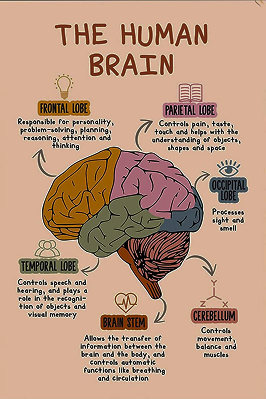 THE HUMAN
BRAIN
FRONTAL LOBE
Responsible for personality,
problem-solving, planning,
reasoning, attention and
thinking
PARIETAL LOBE
Controls pain, taste,
touch and helps with the
understanding of objects,
shapes and space
OCCIPITAL
LOBE
Processes
sight and
smell
TEMPORAL LOBE
Controls speech and
hearing, and plays a
role in the recogni-
tion of objects and
visual memory
BRAIN STEM
Allows the transfer of
information between the
brain and the body, and
controls automatic
functions like breathing
and circulation
CEREBELLUM
Controls
movement,
balance and
muscles